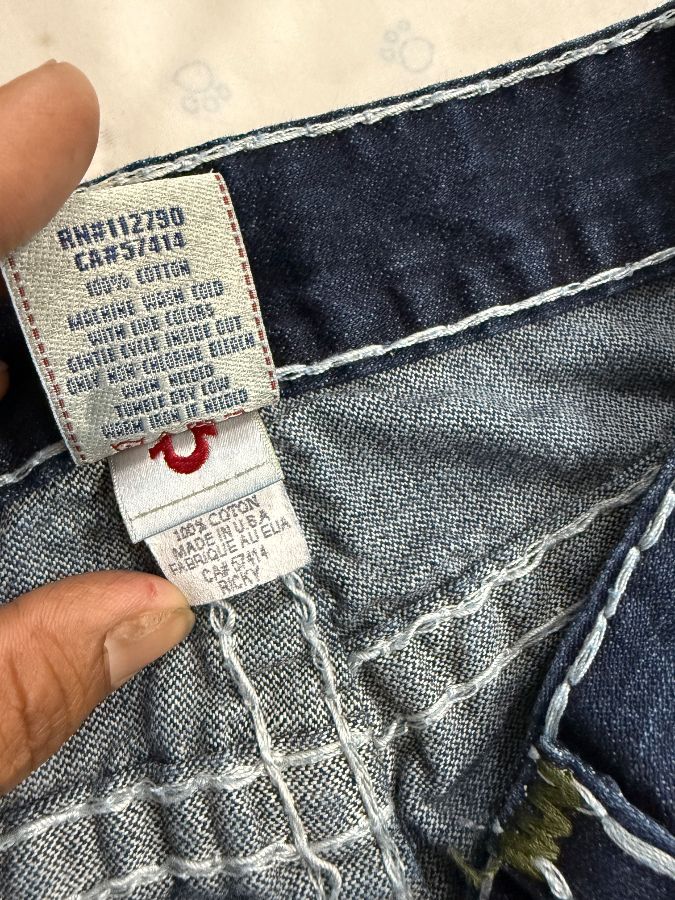 RN#112790
CA#57414
100% COTTON
MACHINE WASH COLD
WITH LIKE COLORS
GENTLE CYCLE INSIDE OUT
ONLY NON CHLORINE BLEACH
WHEN NEEDED
TUMBLE DRY LOW
WARM IRON IF NEEDED
100% COTON
MADE IN U.S.A
FABRIQUE AU EUA
CA# 57414
RICKY